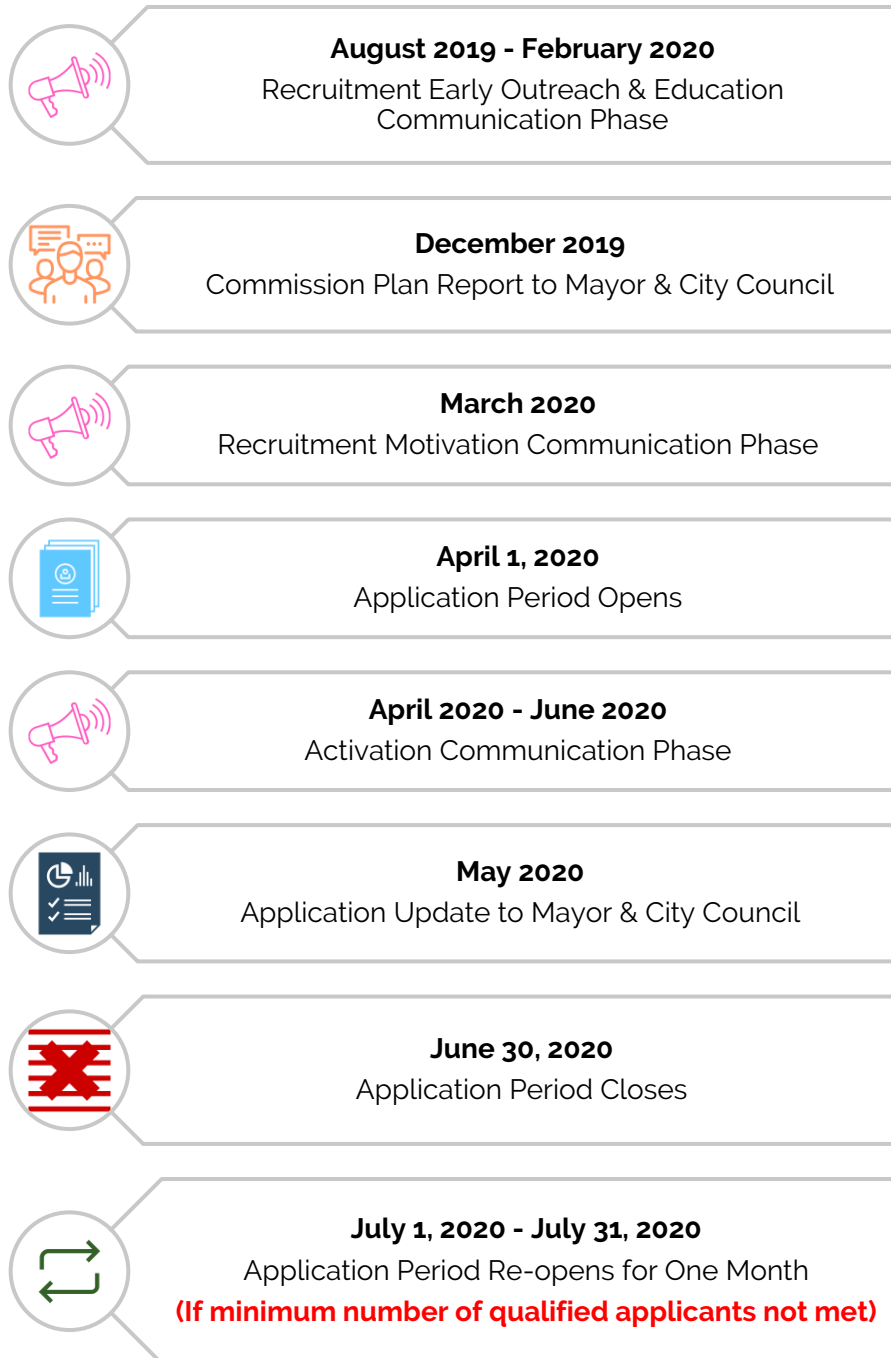 August 2019 - February 2020
Recruitment Early Outreach & Education
Communication Phase
December 2019
Commission Plan Report to Mayor & City Council
March 2020
Recruitment Motivation Communication Phase
April 1, 2020
Application Period Opens
April 2020 - June 2020
Activation Communication Phase
May 2020
Application Update to Mayor & City Council
June 30, 2020
Application Period Closes
July 1, 2020 - July 31, 2020
Application Period Re-opens for One Month
(If minimum number of qualified applicants not met)